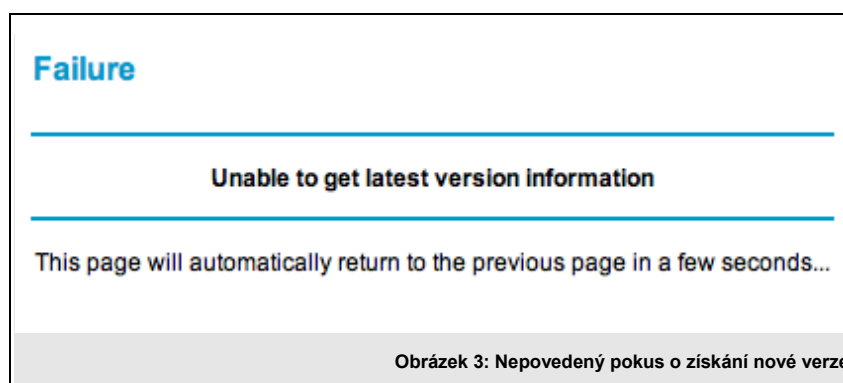 Failure
Unable to get latest version information
This page will automatically return to the previous page in a few seconds...
Obrázek 3: Nepovedený pokus o získání nové verze